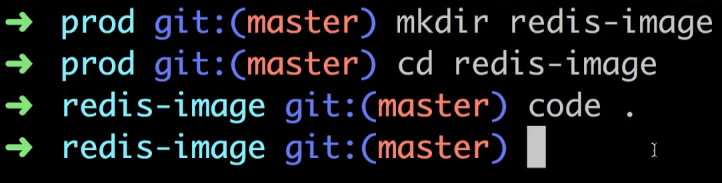 ➜ prod git:(master) mkdir redis-image
➜ prod git:(master) cd redis-image
➜ redis-image git:(master) code .
➜ redis-image git:(master)